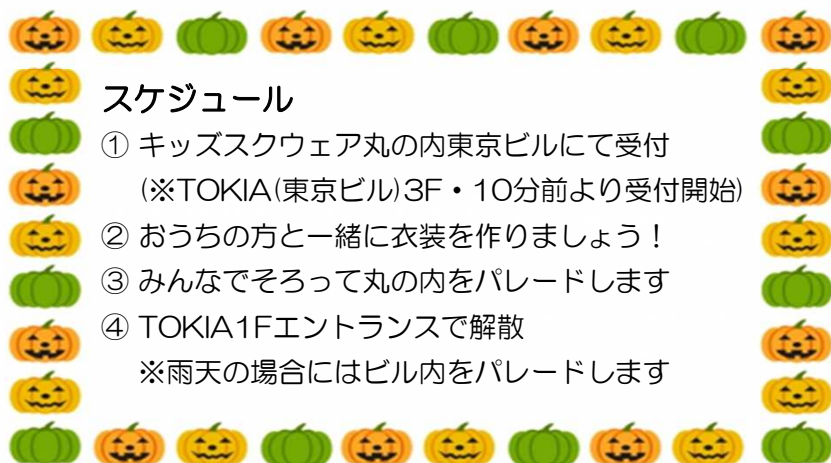 スケジュール
① キッズスクウェア丸の内東京ビルにて受付
(※TOKIA(東京ビル)3F・10分前より受付開始)
② おうちの方と一緒に衣装を作りましょう！
③ みんなでそろって丸の内をパレードします
④ TOKIA1Fエントランスで解散
※雨天の場合にはビル内をパレードします